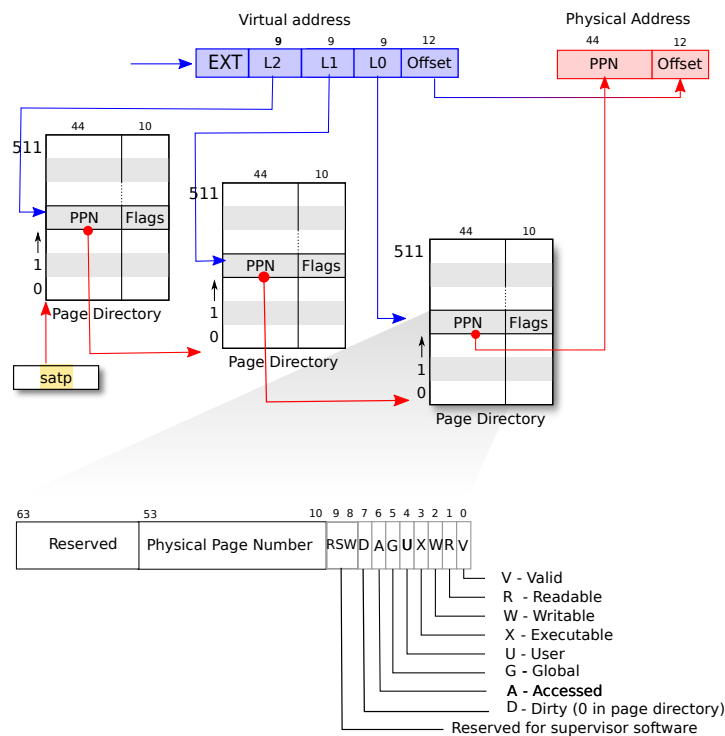 Virtual address
Physical Address
9 9 9 12
EXT L2 L1 L0 Offset
44 12
PPN Offset
44 10
511
PPN Flags
1
0
Page Directory
satp
44 10
511
PPN Flags
1
0
Page Directory
44 10
511
PPN Flags
1
0
Page Directory
63 53 10 9 8 7 6 5 4 3 2 1 0
Reserved Physical Page Number RSW D A G U X W R V
V - Valid
R - Readable
W - Writable
X - Executable
U - User
G - Global
A - Accessed
D - Dirty (0 in page directory)
Reserved for supervisor software